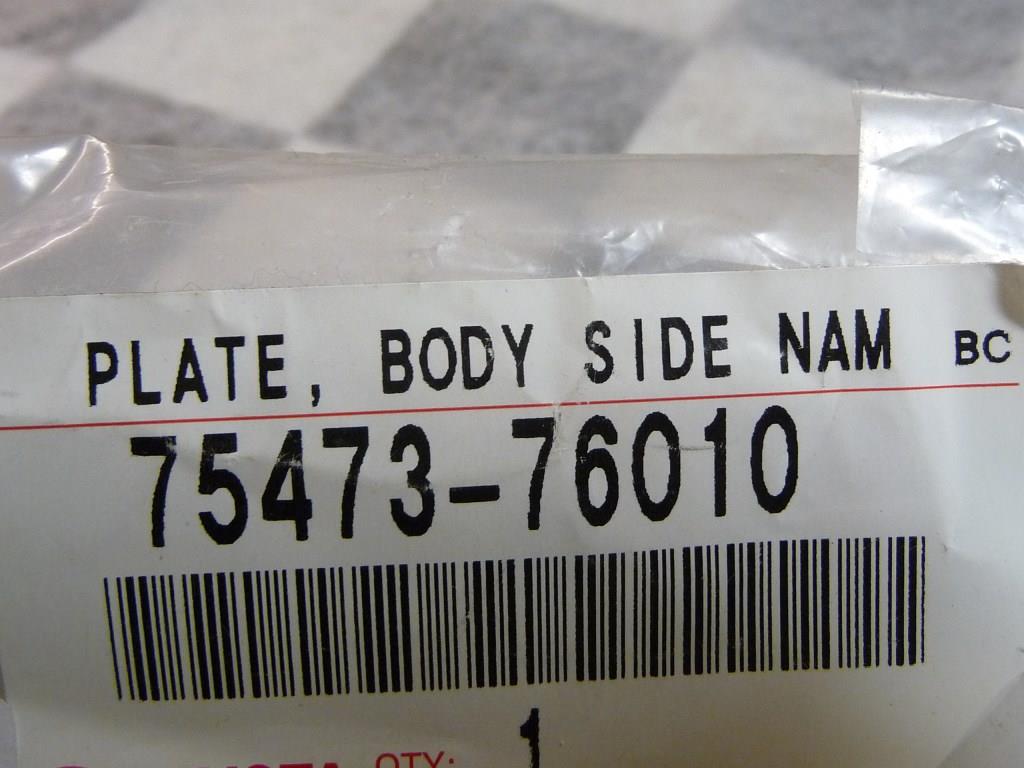 PLATE, BODY SIDE NAM BC
75473-76010
QTY: 1